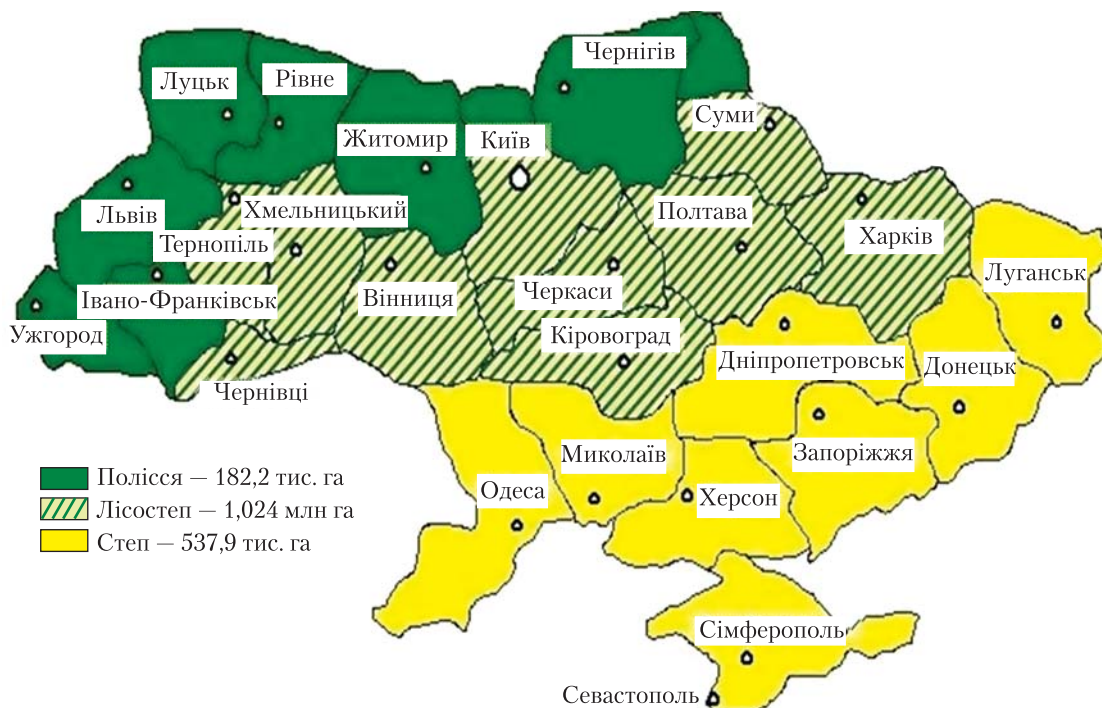 Чернігів
Луцьк
Рівне
Суми
Житомир
Київ
Львів
Хмельницький
Полтава
Харків
Тернопіль
Луганськ
Івано-Франківськ
Вінниця
Черкаси
Ужгород
Кіровоград
Дніпропетровськ
Донецьк
Чернівці
Миколаїв
Запоріжжя
Полісся – 182,2 тис. га
Одеса
Херсон
Лісостеп – 1,024 млн га
Степ – 537,9 тис. га
Сімферополь
Севастополь